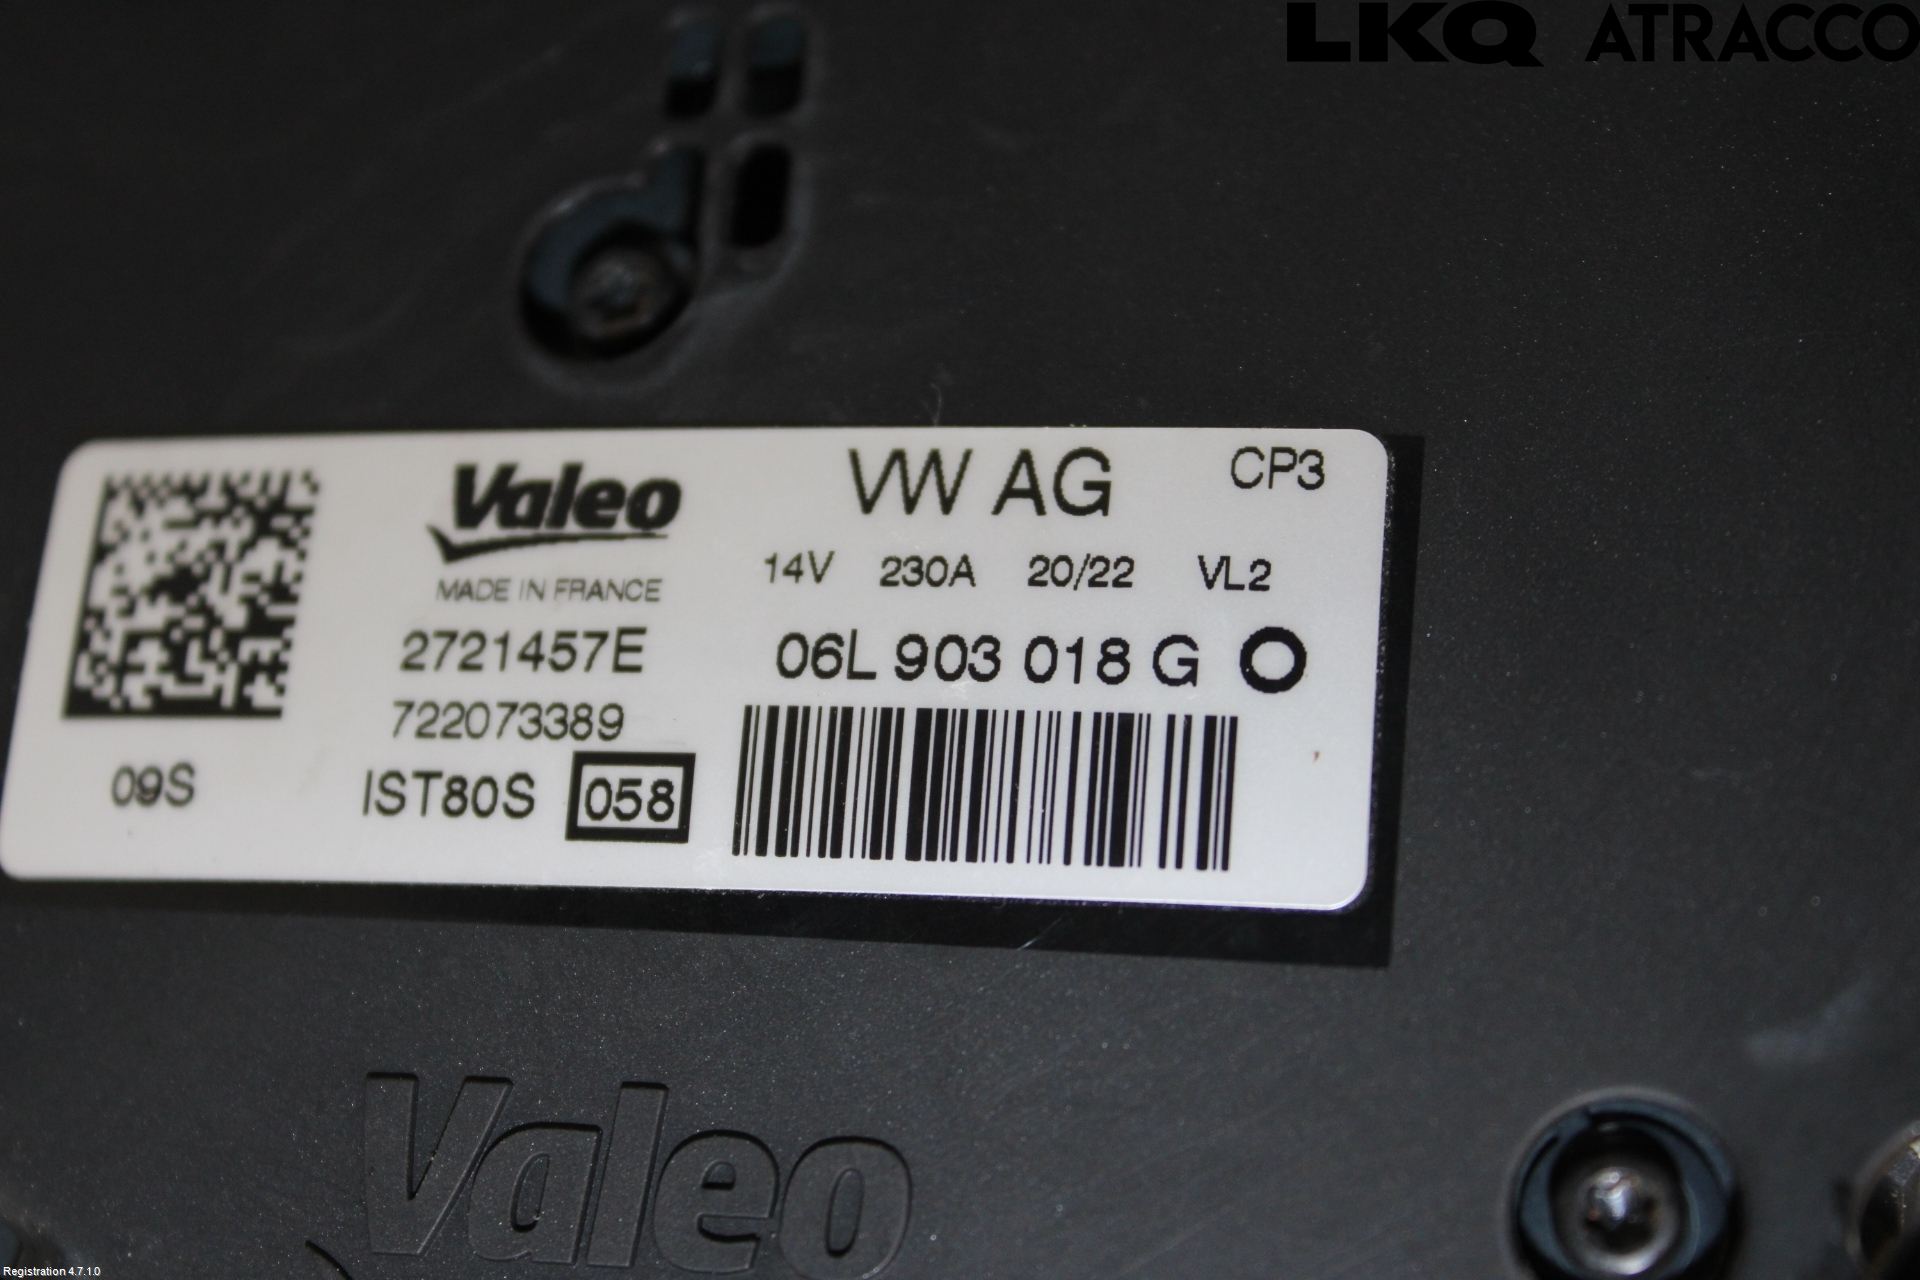 LKQ ATRACCO
Valeo
MADE IN FRANCE
2721457E
722073389
IST80S 058
09S
VW AG CP3
14V 230A 20/22 VL2
06L 903 018 G O
Valeo
Registration 4.7.1.0